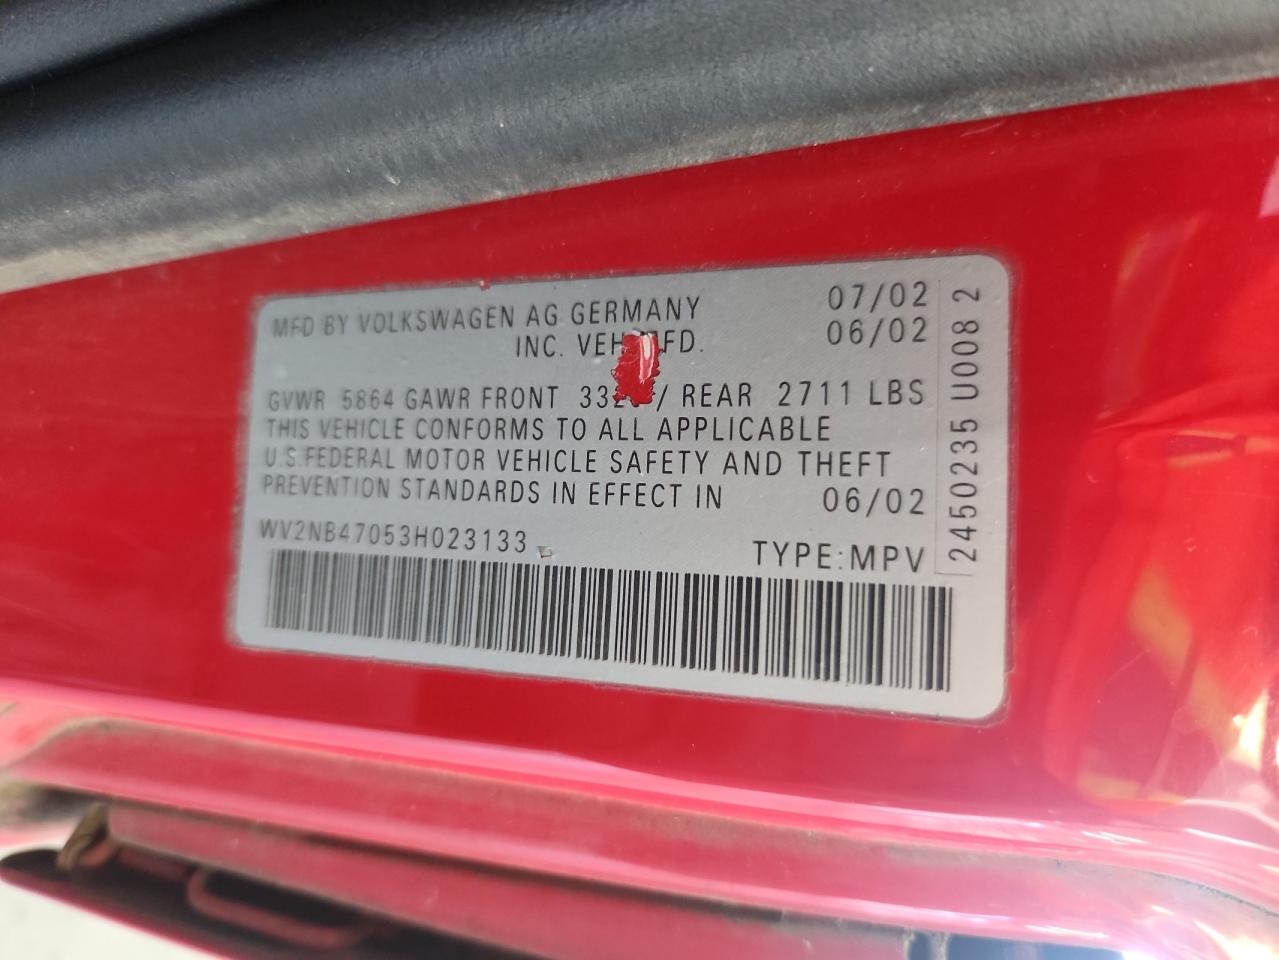 MFD BY VOLKSWAGEN AG GERMANY 07/02
INC. 06/02
GVWR 5864 GAWR FRONT / REAR 2711 LBS
THIS VEHICLE CONFORMS TO ALL APPLICABLE
U.S.FEDERAL MOTOR VEHICLE SAFETY AND THEFT
PREVENTION STANDARDS IN EFFECT IN 06/02
WV2NB47053H023133
TYPE:MPV
2450235 U008 2